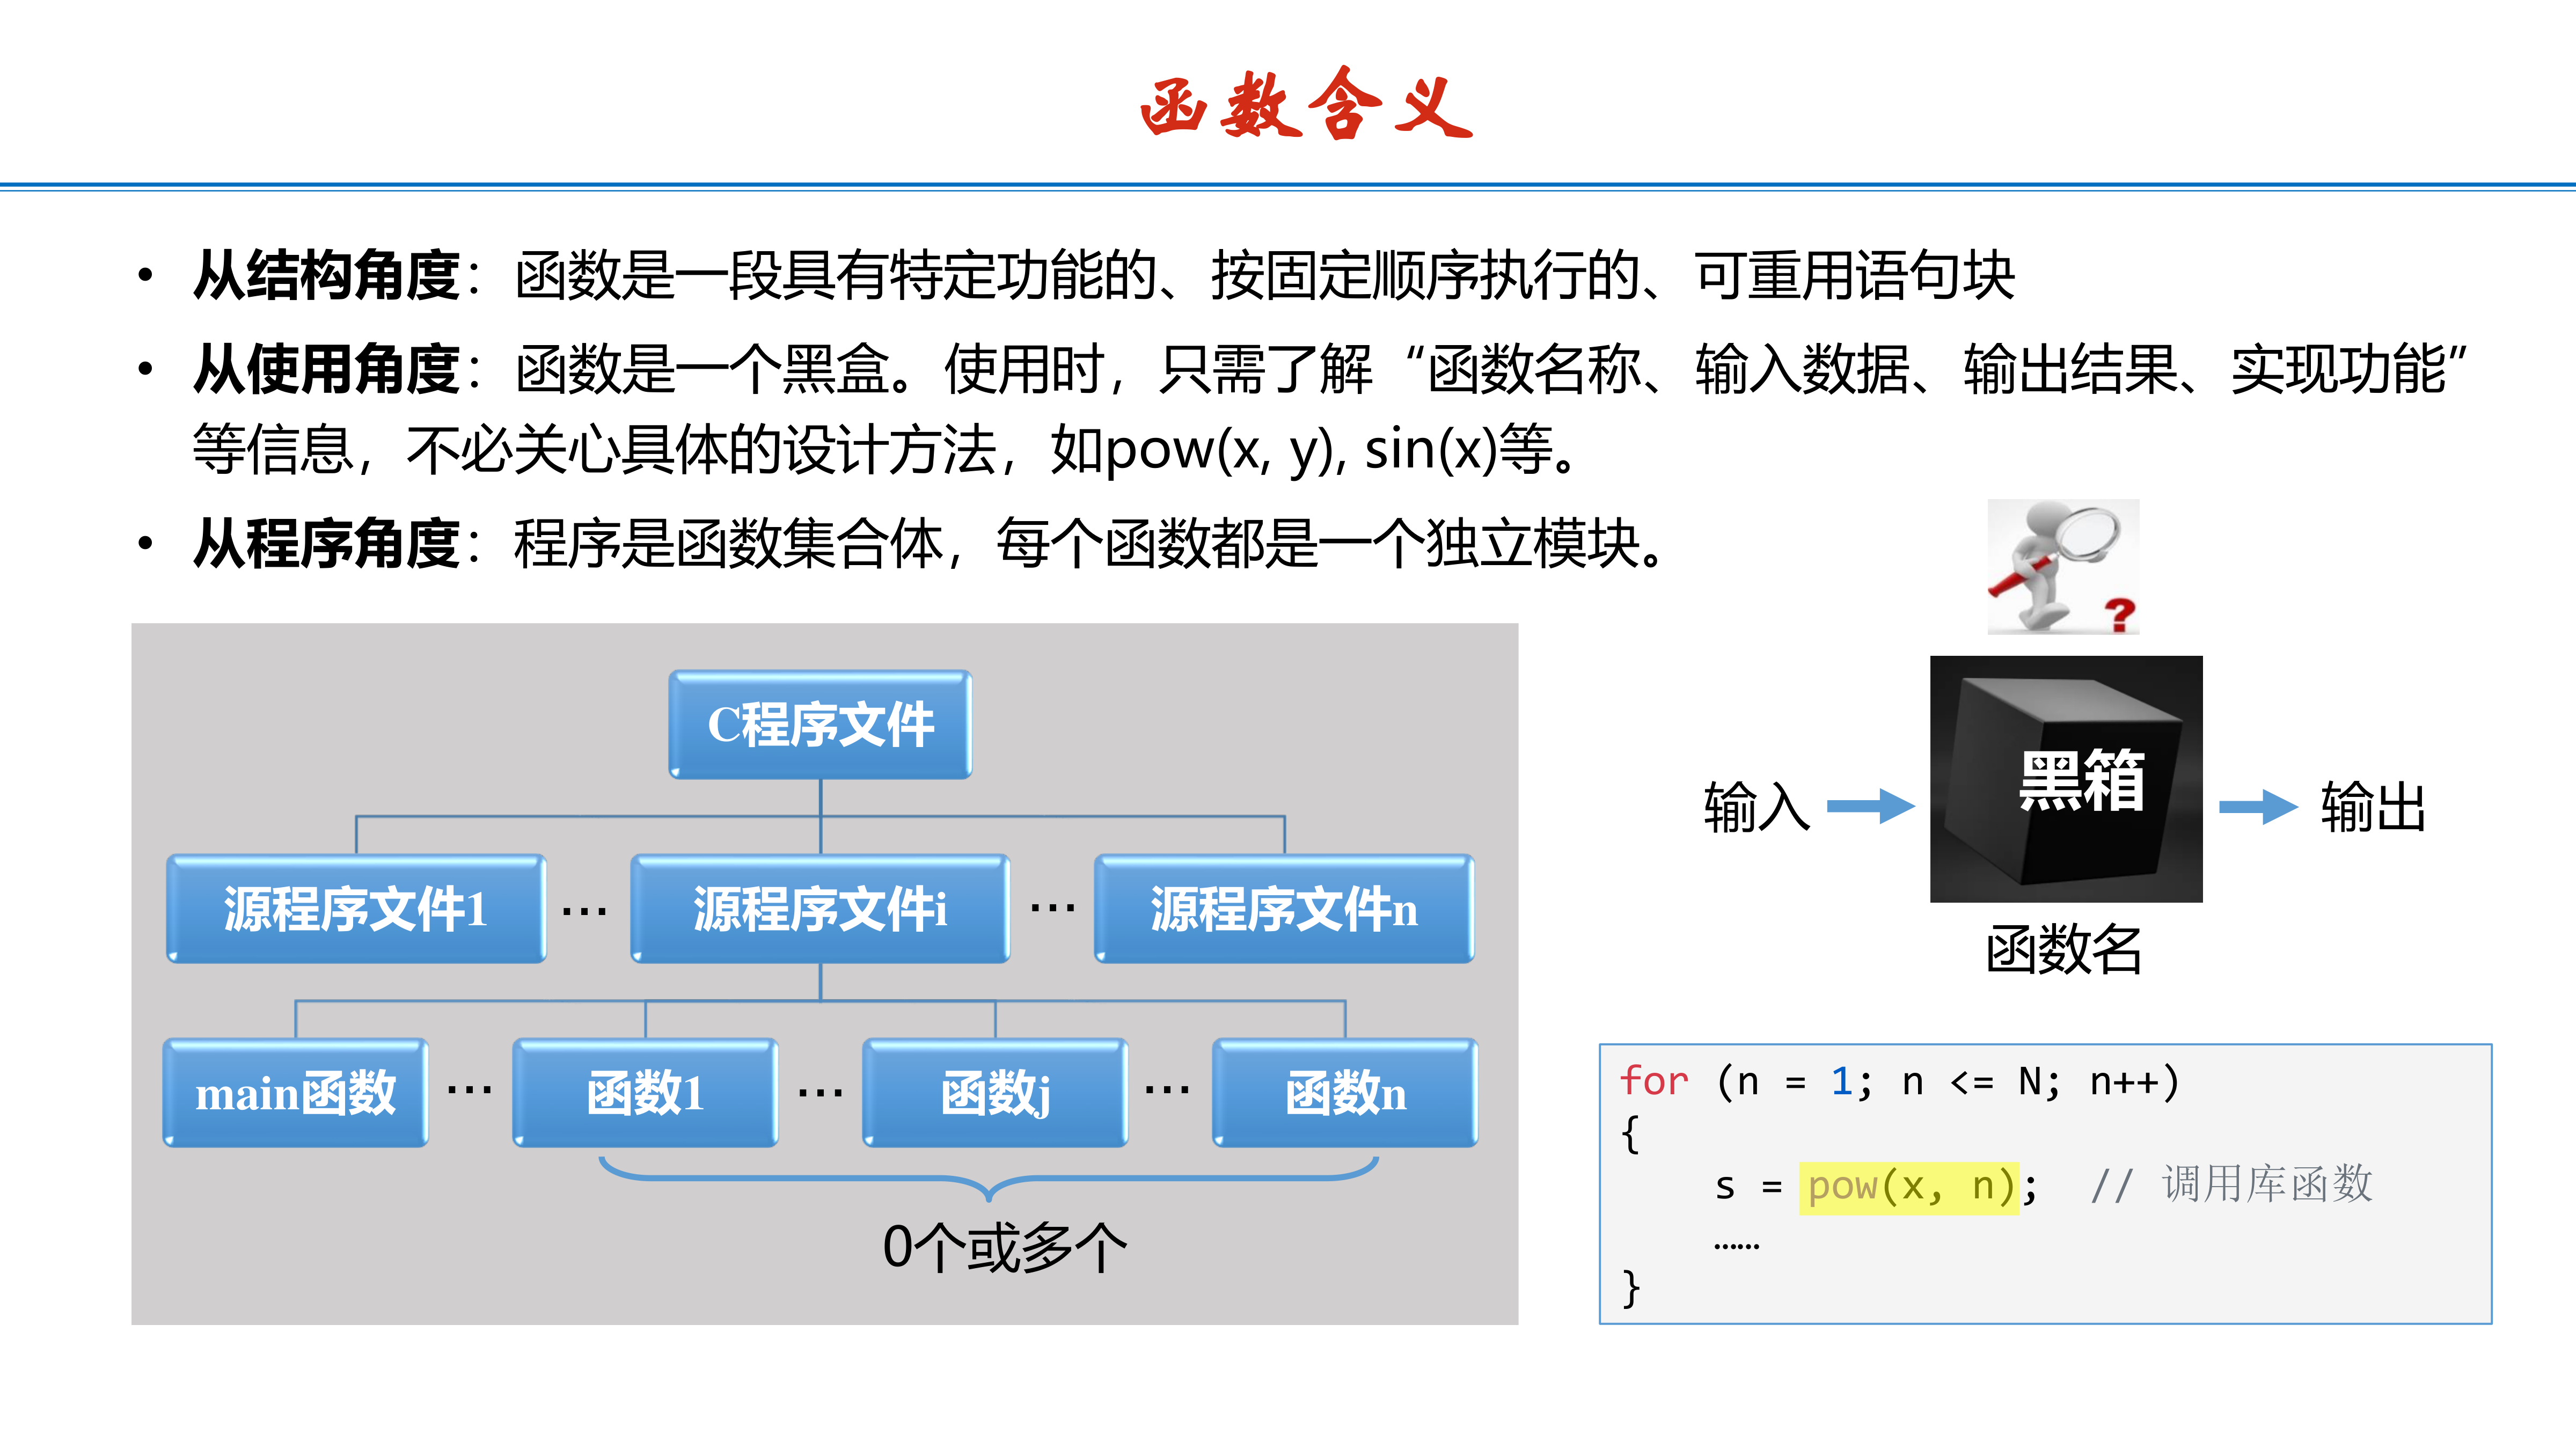 函数含义
• 从结构角度：函数是一段具有特定功能的、按固定顺序执行的、可重用语句块
• 从使用角度：函数是一个黑盒。使用时，只需了解“函数名称、输入数据、输出结果、实现功能”
等信息，不必关心具体的设计方法，如pow(x, y), sin(x)等。
• 从程序角度：程序是函数集合体，每个函数都是一个独立模块。
C程序文件
源程序文件1 … 源程序文件i … 源程序文件n
main函数 … 函数1 … 函数j … 函数n
0个或多个
?
黑箱
输入
输出
函数名
for (n = 1; n <= N; n++)
{
    s = pow(x, n);  // 调用库函数
    ……
}